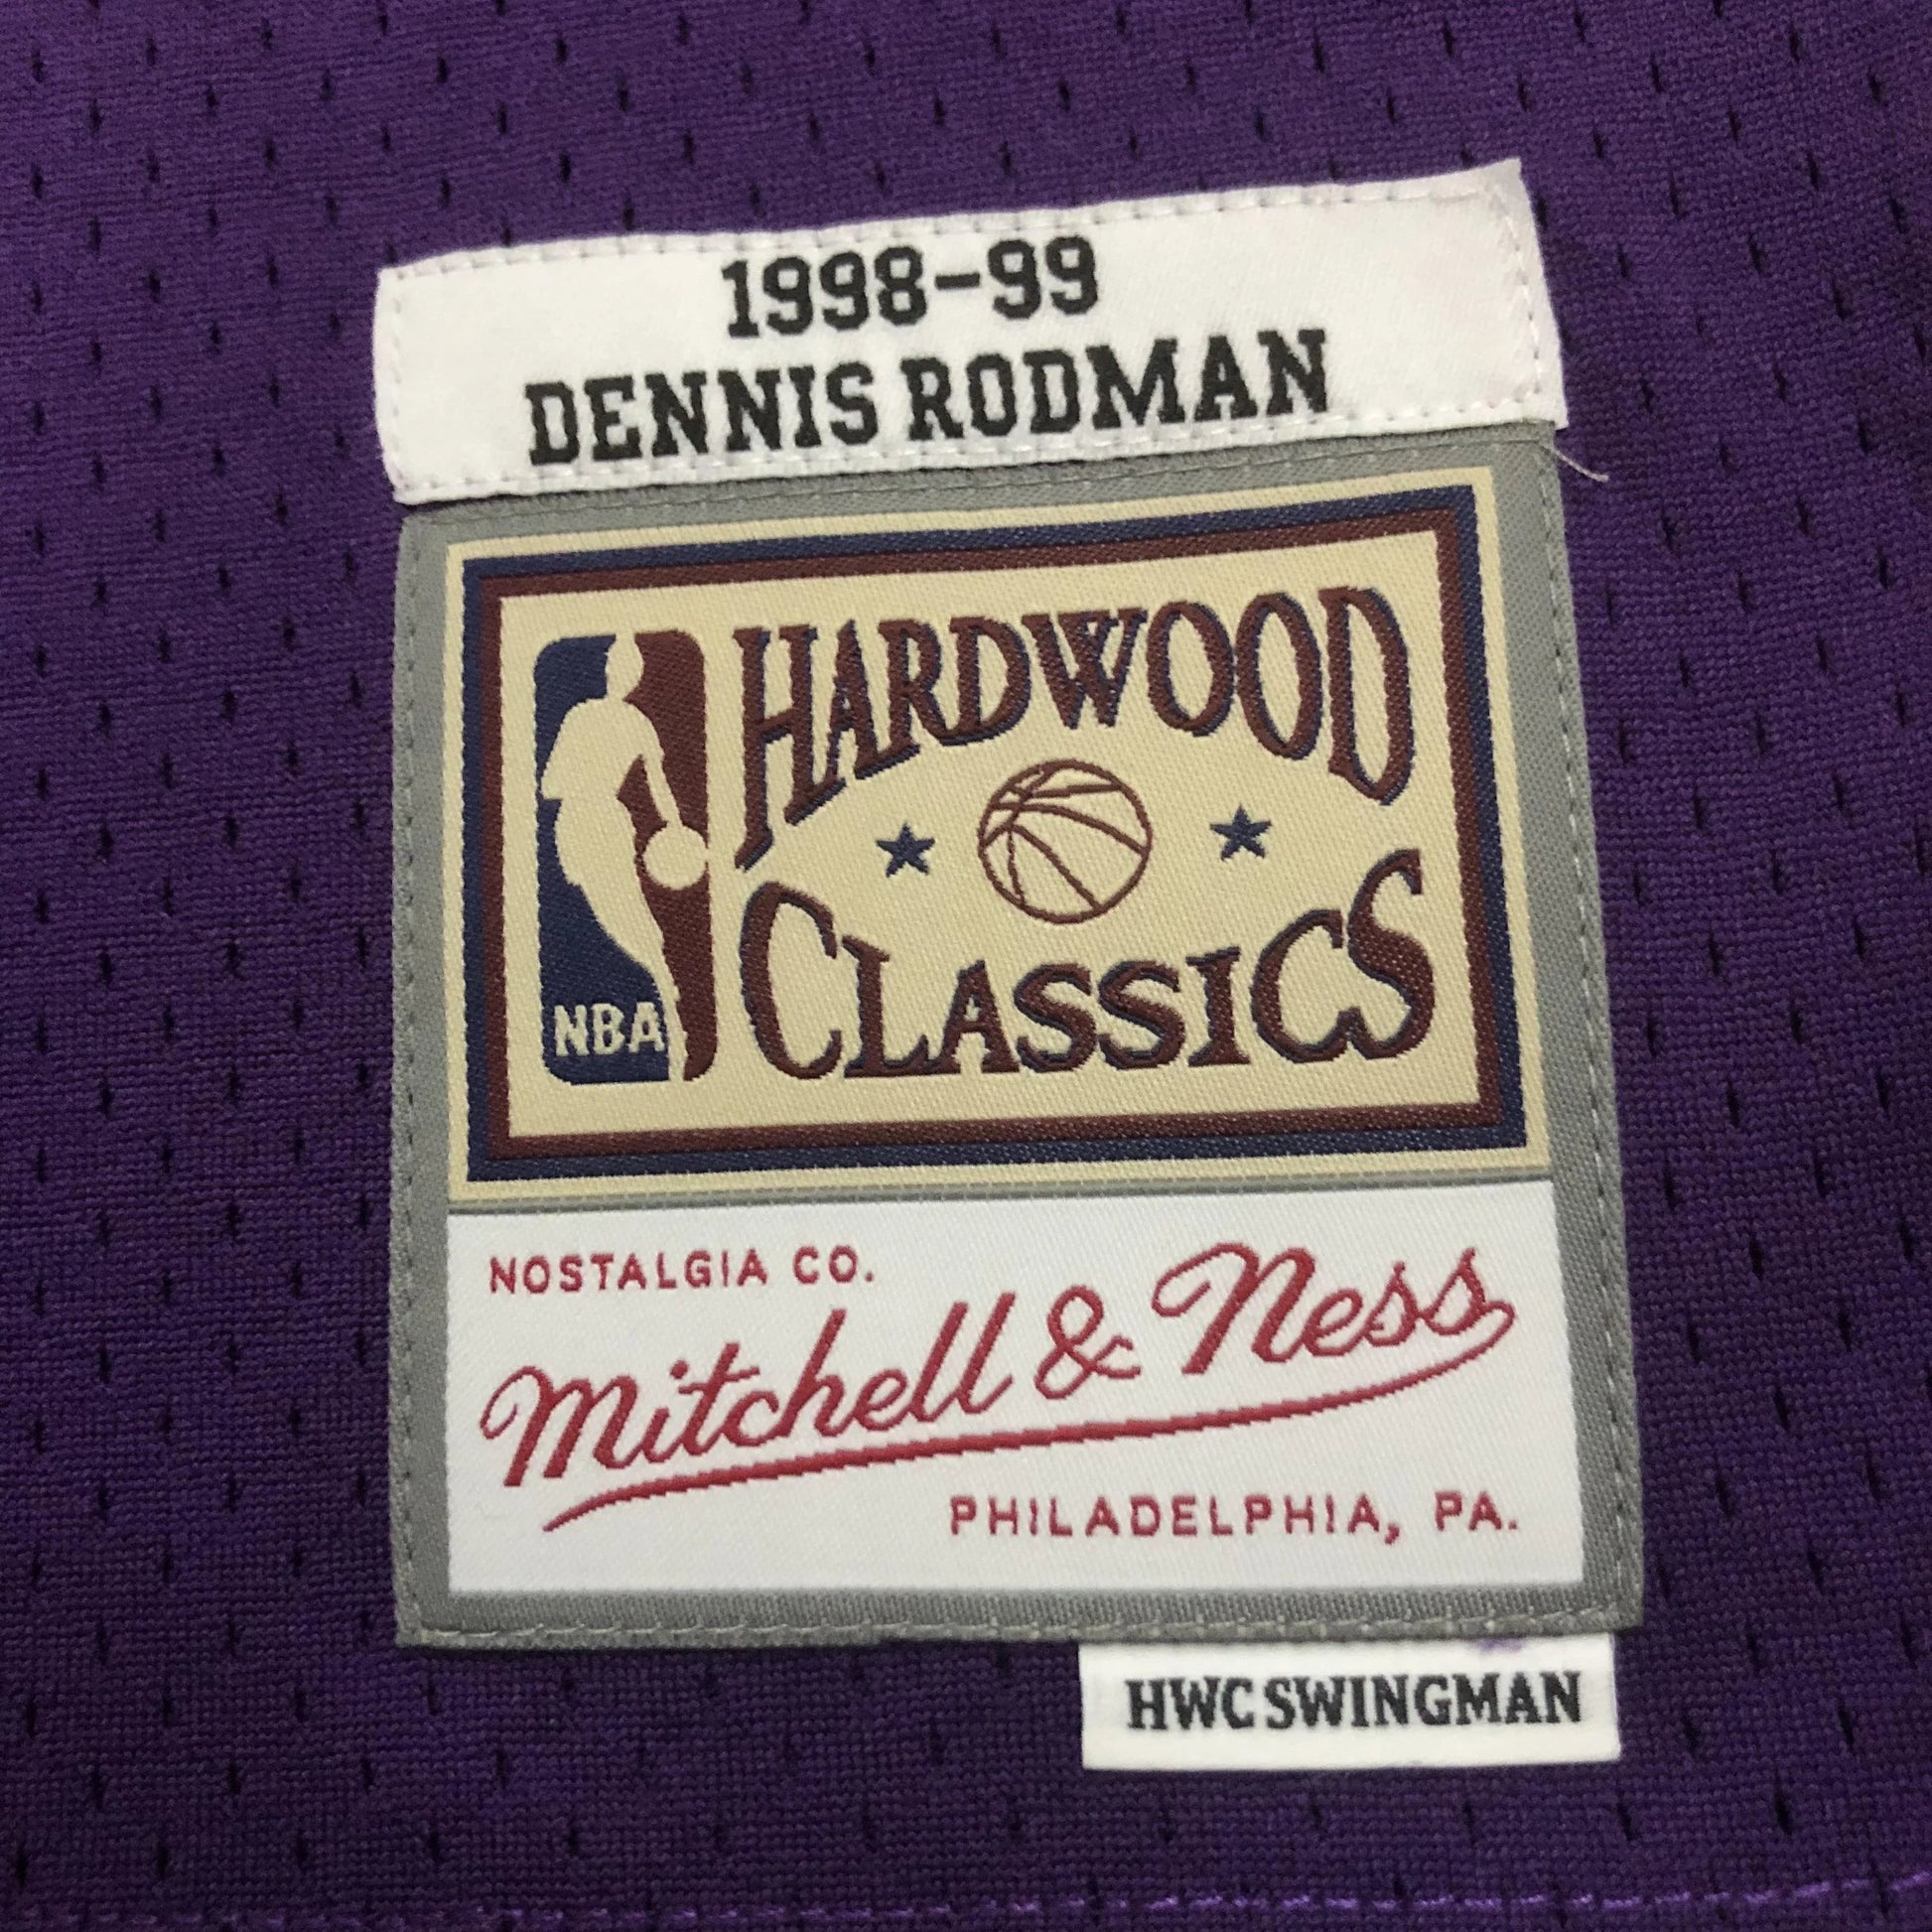 1998-99
DENNIS RODMAN
HARDWOOD
CLASSICS
NBA
NOSTALGIA CO.
Mitchell & Ness
PHILADELPHIA, PA.
HWC SWINGMAN